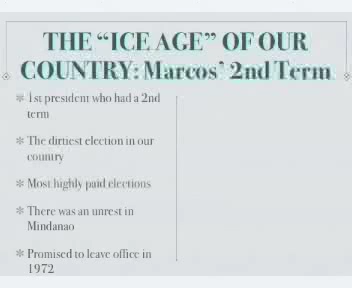 THE “ICE AGE” OF OUR
COUNTRY: Marcos’ 2nd Term
1st president who had a 2nd
term
The dirtiest election in our
country
Most highly paid elections
There was an unrest in
Mindanao
Promised to leave office in
1972